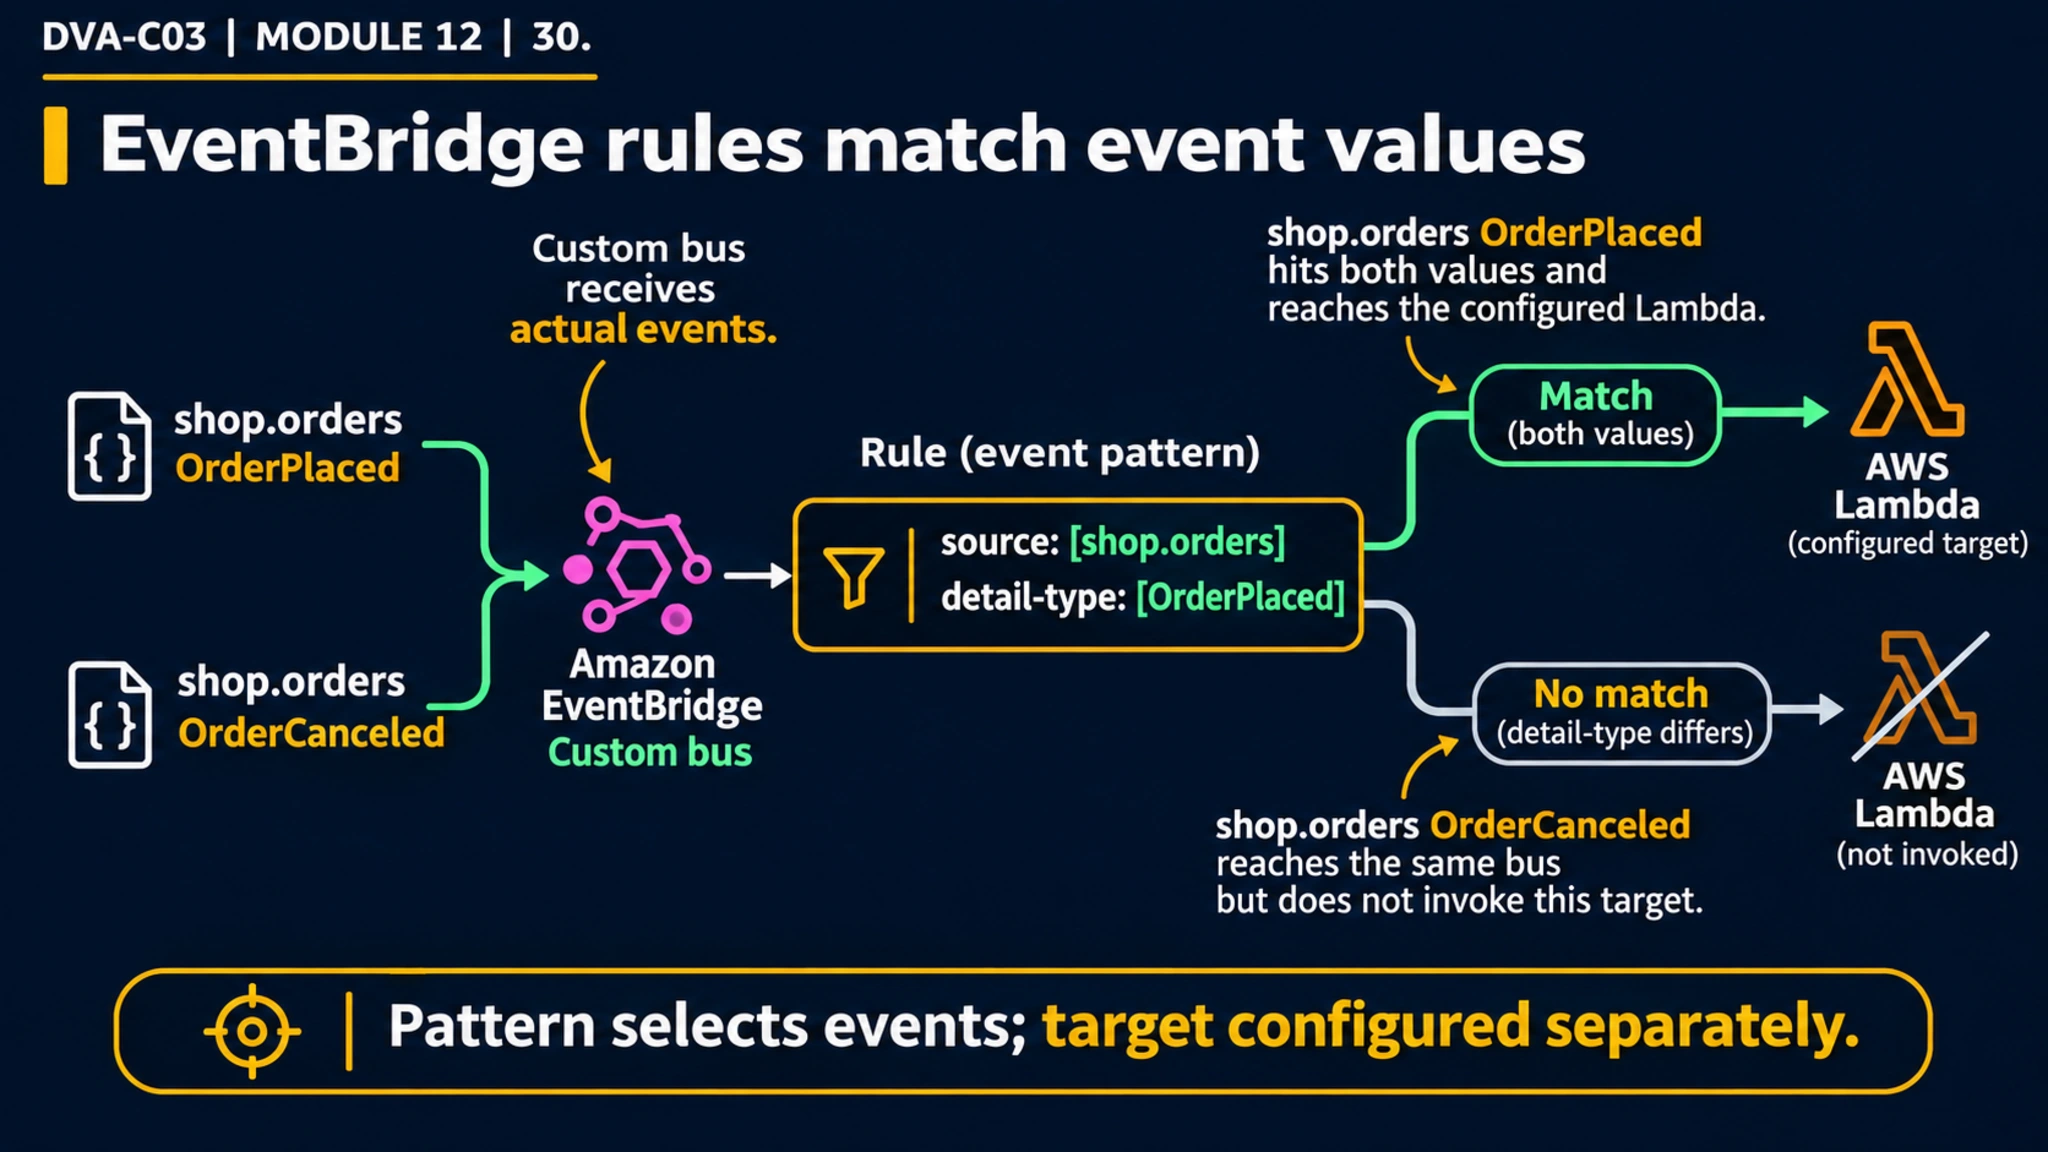 DVA-C03 | MODULE 12 | 30.
EventBridge rules match event values
Custom bus
receives
actual events.
shop.orders
OrderPlaced
shop.orders
OrderCanceled
Amazon
EventBridge
Custom bus
Rule (event pattern)
source: [shop.orders]
detail-type: [OrderPlaced]
shop.orders OrderPlaced
hits both values and
reaches the configured Lambda.
Match
(both values)
AWS
Lambda
(configured target)
No match
(detail-type differs)
AWS
Lambda
(not invoked)
shop.orders OrderCanceled
reaches the same bus
but does not invoke this target.
Pattern selects events; target configured separately.